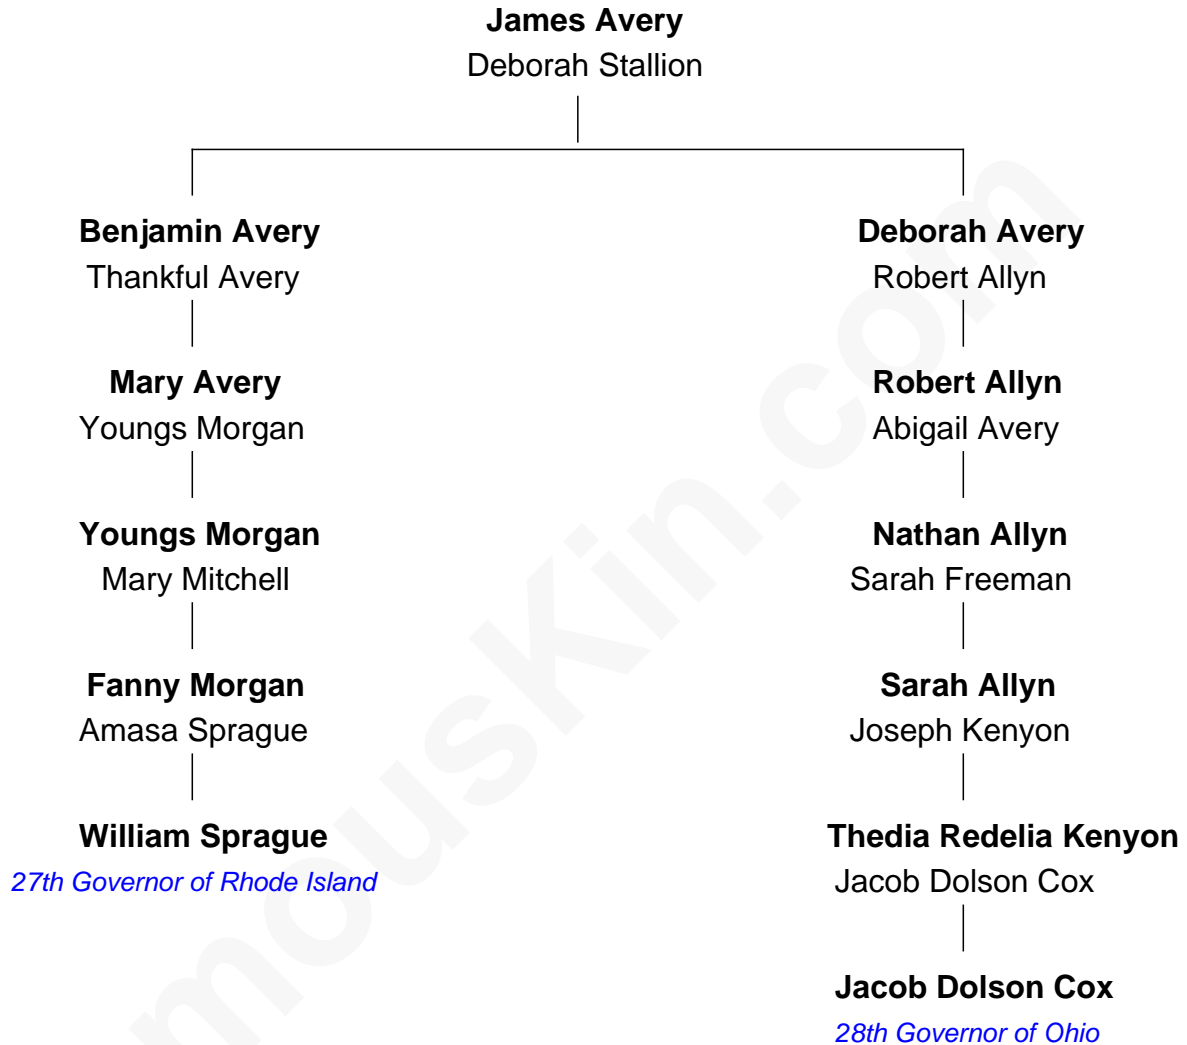 James Avery
Deborah Stallion
Benjamin Avery
Thankful Avery
Deborah Avery
Robert Allyn
Mary Avery
Youngs Morgan
Robert Allyn
Abigail Avery
Youngs Morgan
Mary Mitchell
Nathan Allyn
Sarah Freeman
Fanny Morgan
Amasa Sprague
Sarah Allyn
Joseph Kenyon
William Sprague
27th Governor of Rhode Island
Thedia Redelia Kenyon
Jacob Dolson Cox
Jacob Dolson Cox
28th Governor of Ohio
mousKin.com